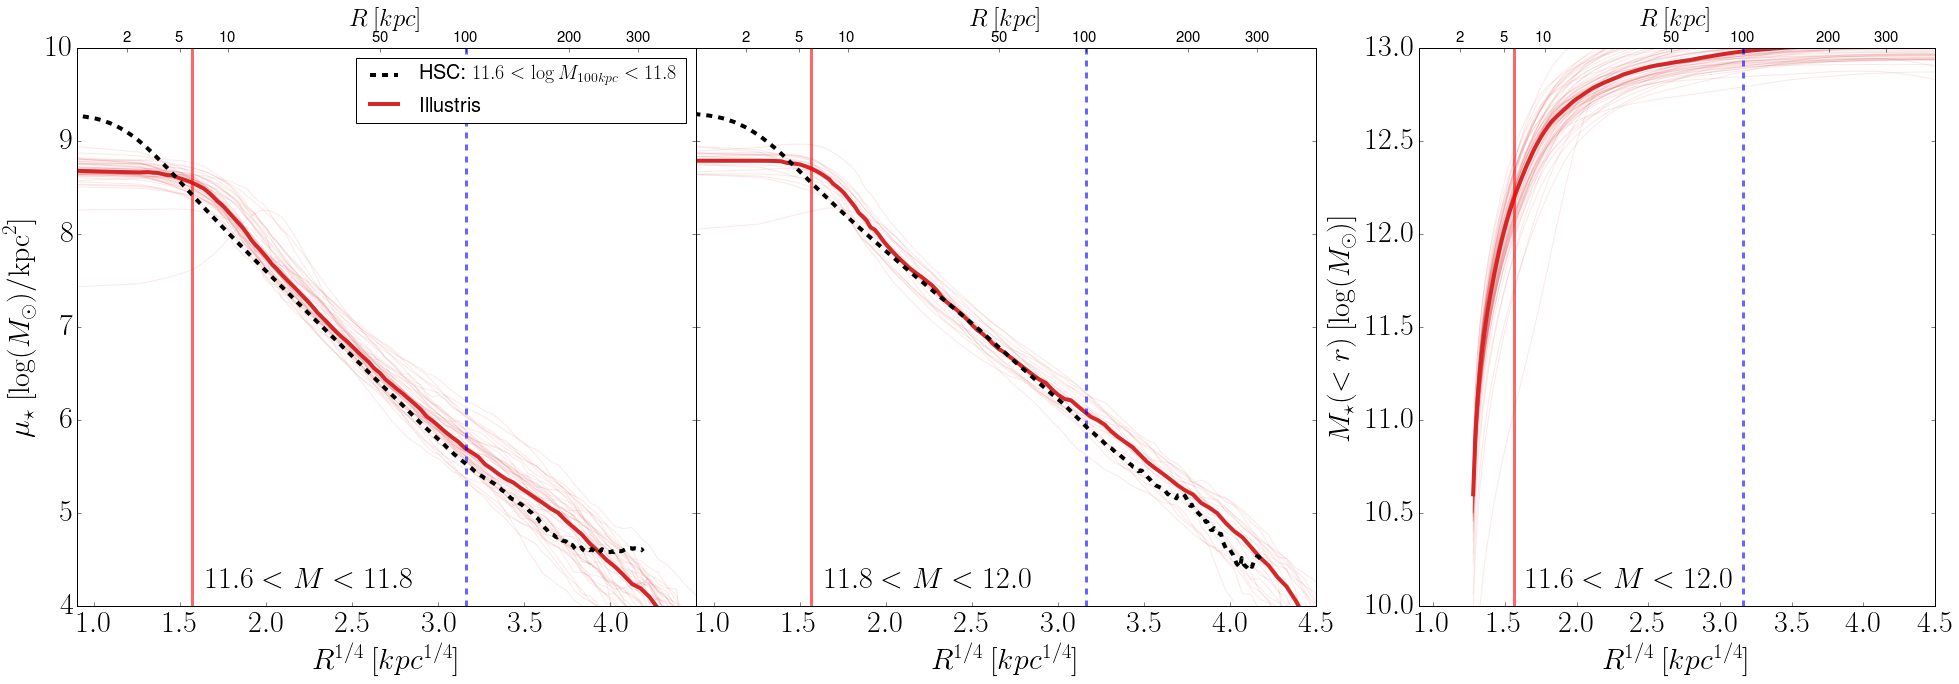 R [kpc]
2 5 10 50 100 200 300
10
9
8
7
6
5
4
μ⋆ [log(M⊙)/kpc²]
HSC: 11.6 < log M100kpc < 11.8
Illustris
11.6 < M < 11.8
1.0 1.5 2.0 2.5 3.0 3.5 4.0
R^1/4 [kpc^1/4]
R [kpc]
2 5 10 50 100 200 300
11.8 < M < 12.0
1.0 1.5 2.0 2.5 3.0 3.5 4.0 4.5
R^1/4 [kpc^1/4]
R [kpc]
2 5 10 50 100 200 300
13.0
12.5
12.0
11.5
11.0
10.5
10.0
M⋆(< r) [log(M⊙)]
11.6 < M < 12.0
1.0 1.5 2.0 2.5 3.0 3.5 4.0 4.5
R^1/4 [kpc^1/4]